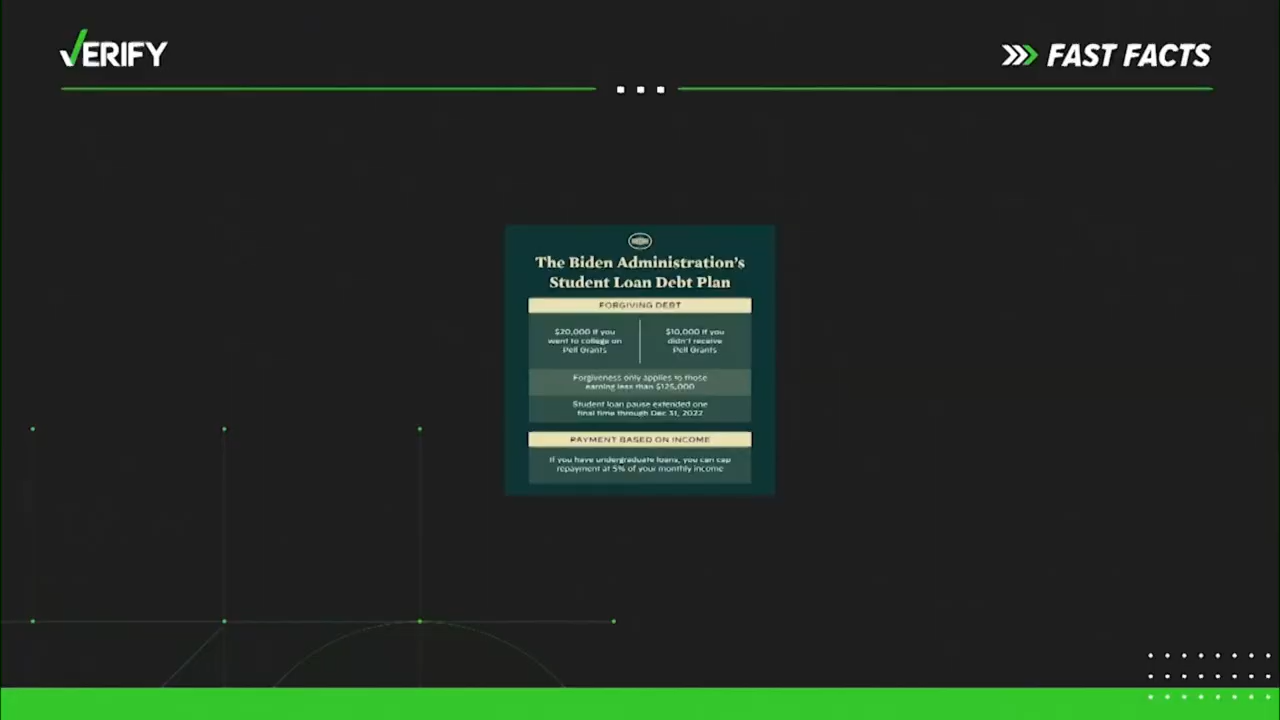 VERIFY
FAST FACTS
The Biden Administration's
Student Loan Debt Plan
FORGIVING DEBT
$20,000 if you
went to college on
Pell Grants
$10,000 if you
didn't receive
Pell Grants
Forgiveness only applies to those
earning less than $125,000
Student loan pause extended one
final time through Dec 31, 2022
PAYMENT BASED ON INCOME
If you have undergraduate loans, you can cap
repayment at 5% of your monthly income